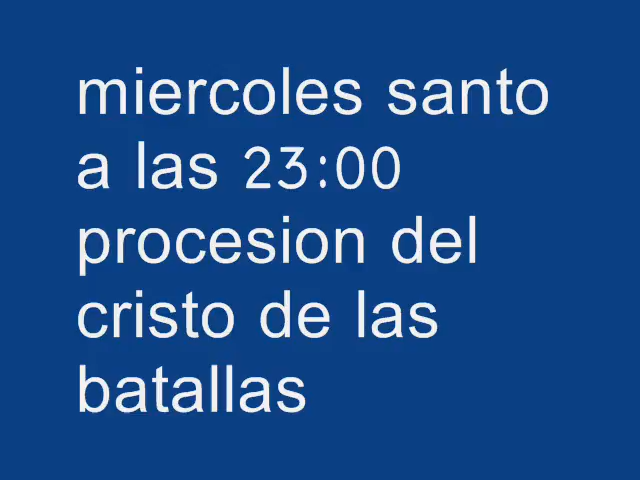 miercoles santo
a las 23:00
procesion del
cristo de las
batallas